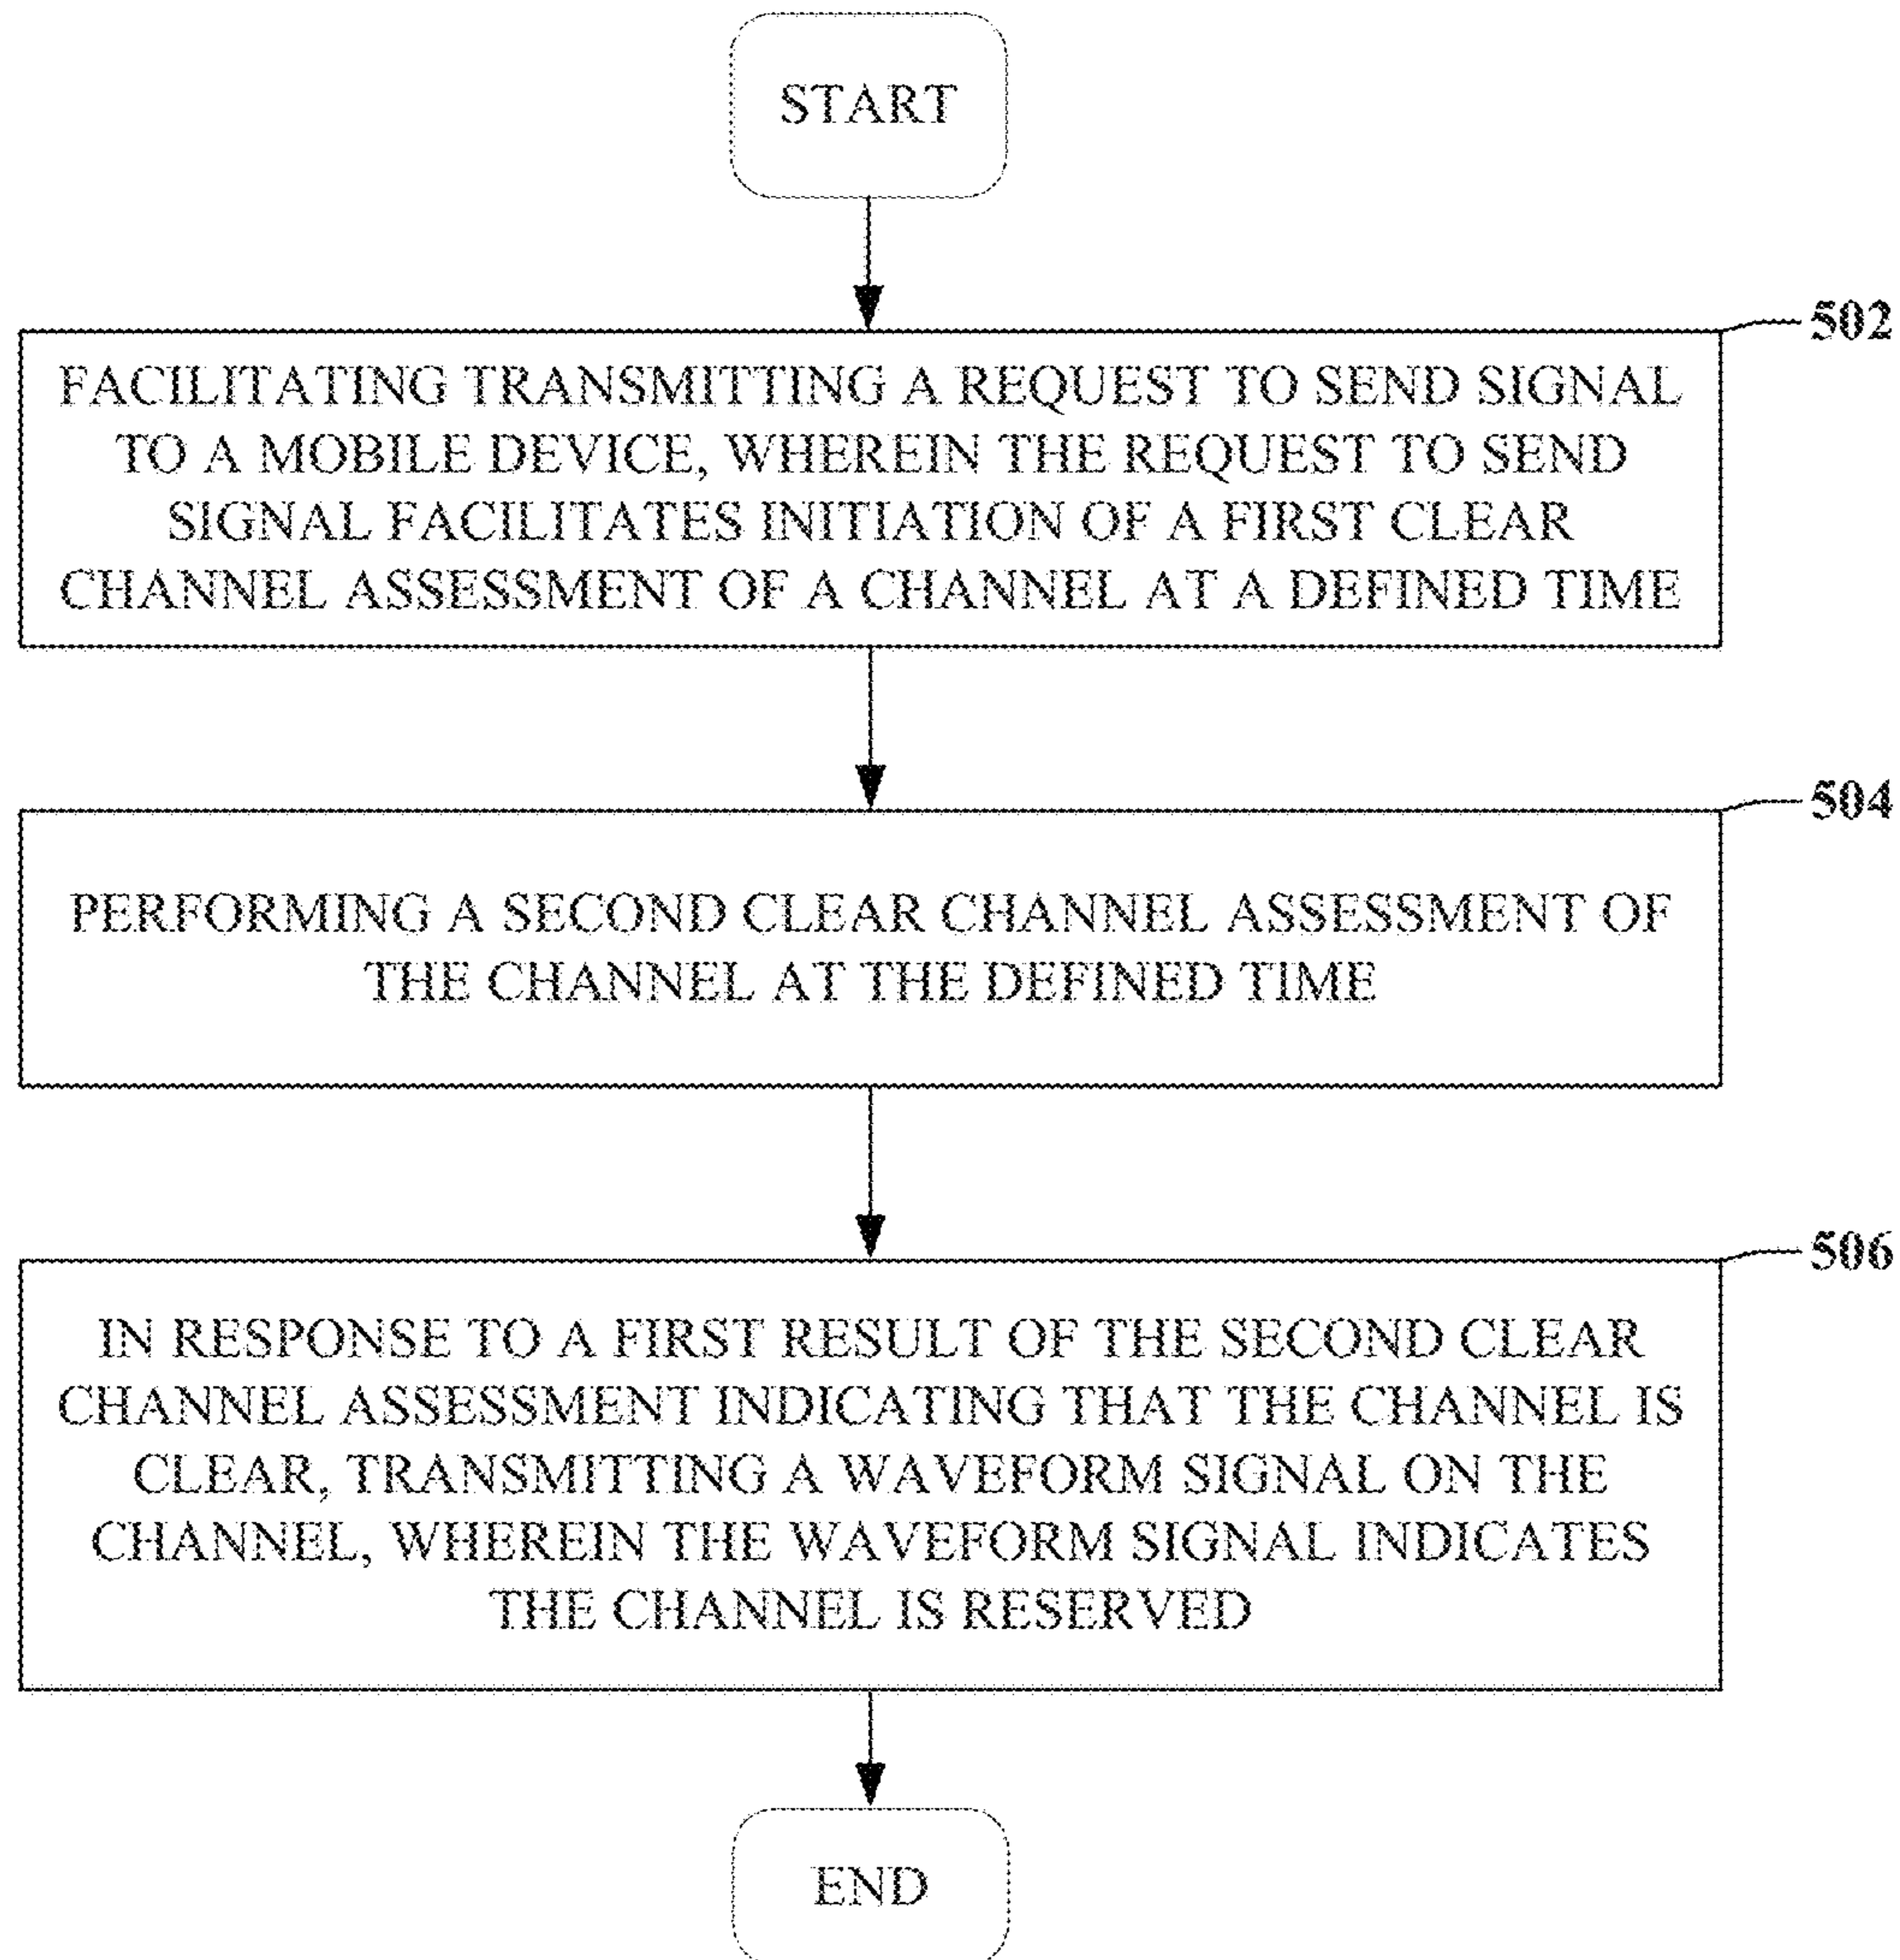 START
502
FACILITATING TRANSMITTING A REQUEST TO SEND SIGNAL
TO A MOBILE DEVICE, WHEREIN THE REQUEST TO SEND
SIGNAL FACILITATES INITIATION OF A FIRST CLEAR
CHANNEL ASSESSMENT OF A CHANNEL AT A DEFINED TIME
504
PERFORMING A SECOND CLEAR CHANNEL ASSESSMENT OF
THE CHANNEL AT THE DEFINED TIME
506
IN RESPONSE TO A FIRST RESULT OF THE SECOND CLEAR
CHANNEL ASSESSMENT INDICATING THAT THE CHANNEL IS
CLEAR, TRANSMITTING A WAVEFORM SIGNAL ON THE
CHANNEL, WHEREIN THE WAVEFORM SIGNAL INDICATES
THE CHANNEL IS RESERVED
END